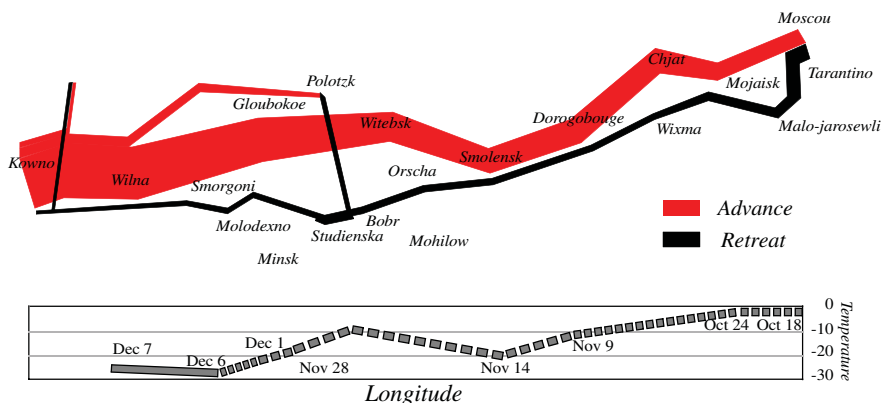 Moscou
Polotzk
Gloubokoe
Chjat
Mojaisk
Tarantino
Witebsk
Dorogobouge
Wixma
Malo-jarosewli
Kowno
Wilna
Smorgoni
Orscha
Smolensk
Molodexno
Studienska
Bobr
Mohilow
Minsk
Advance
Retreat
0
-10
-20
-30
Temperature
Dec 7
Dec 6
Dec 1
Nov 28
Nov 14
Nov 9
Oct 24
Oct 18
Longitude